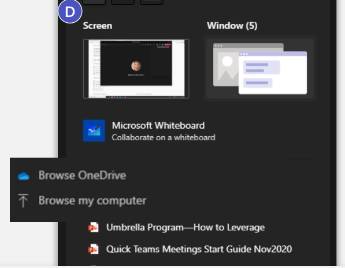 D
Screen Window (5)
Microsoft Whiteboard
Collaborate on a whiteboard
Browse OneDrive
Browse my computer
Umbrella Program—How to Leverage
Quick Teams Meetings Start Guide Nov2020